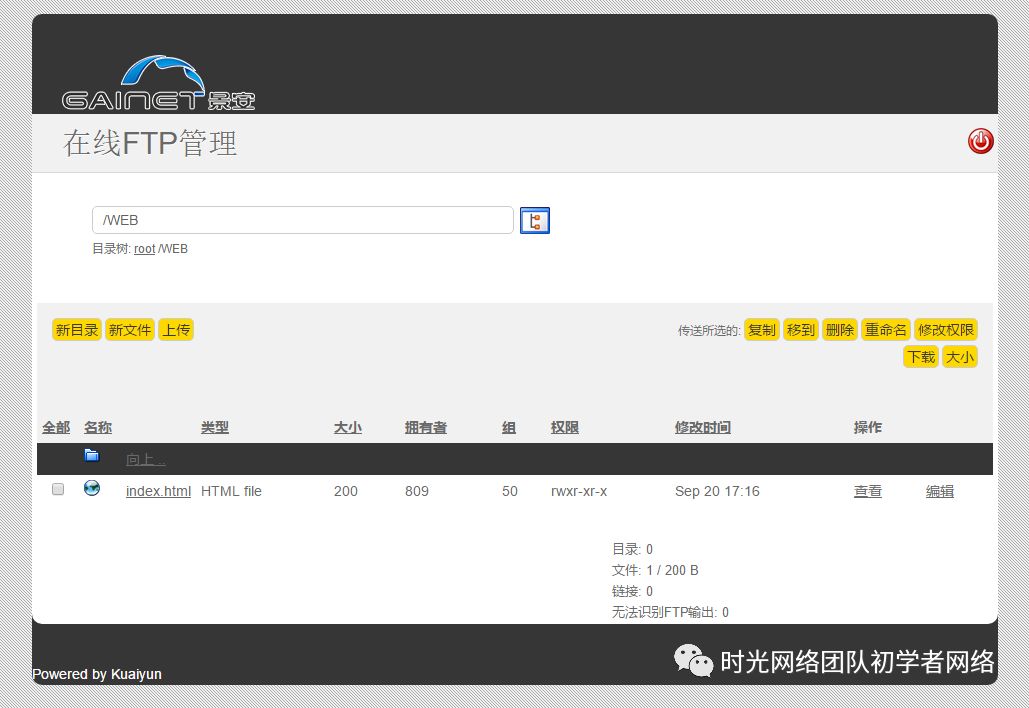 GAINET 景安
在线FTP管理
/WEB
目录树: root /WEB
新目录 新文件 上传 传送所选的: 复制 移到 删除 重命名 修改权限
下载 大小
全部 名称 类型 大小 拥有者 组 权限 修改时间 操作
向上 ..
index.html HTML file 200 809 50 rwxr-xr-x Sep 20 17:16 查看 编辑
目录: 0
文件: 1 / 200 B
链接: 0
无法识别FTP输出: 0
时光网络团队初学者网络
Powered by Kuaiyun